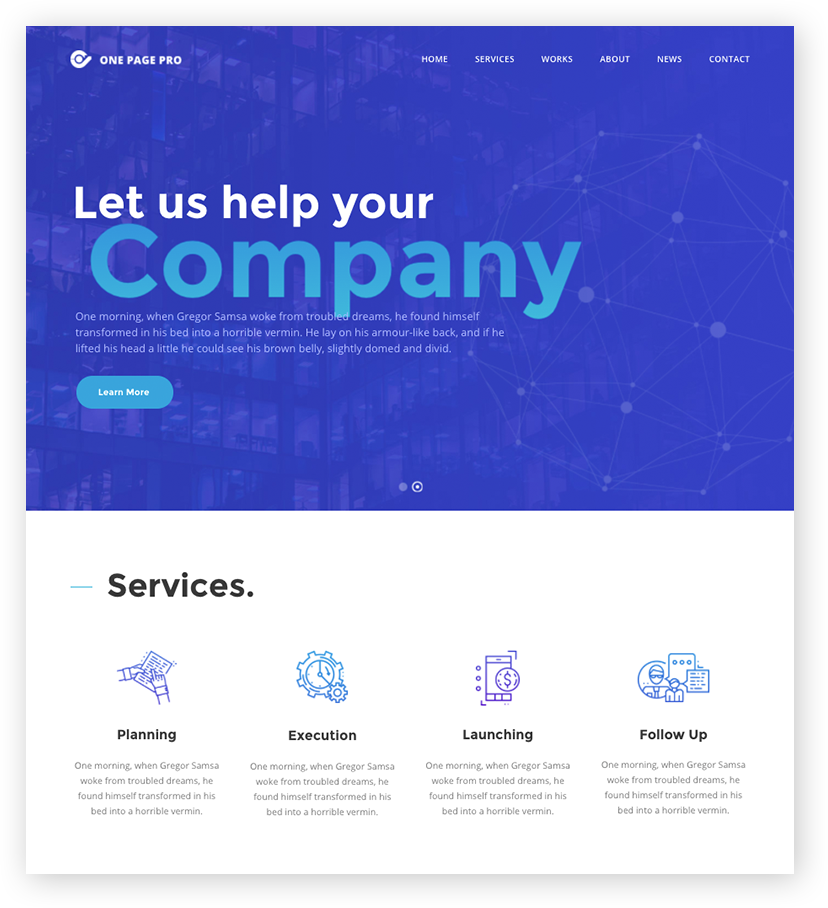 ONE PAGE PRO
HOME SERVICES WORKS ABOUT NEWS CONTACT
Let us help your
Company
One morning, when Gregor Samsa woke from troubled dreams, he found himself
transformed in his bed into a horrible vermin. He lay on his armour-like back, and if he
lifted his head a little he could see his brown belly, slightly domed and divid.
Learn More
Services.
Planning
One morning, when Gregor Samsa
woke from troubled dreams, he
found himself transformed in his
bed into a horrible vermin.
Execution
One morning, when Gregor Samsa
woke from troubled dreams, he
found himself transformed in his
bed into a horrible vermin.
Launching
One morning, when Gregor Samsa
woke from troubled dreams, he
found himself transformed in his
bed into a horrible vermin.
Follow Up
One morning, when Gregor Samsa
woke from troubled dreams, he
found himself transformed in his
bed into a horrible vermin.